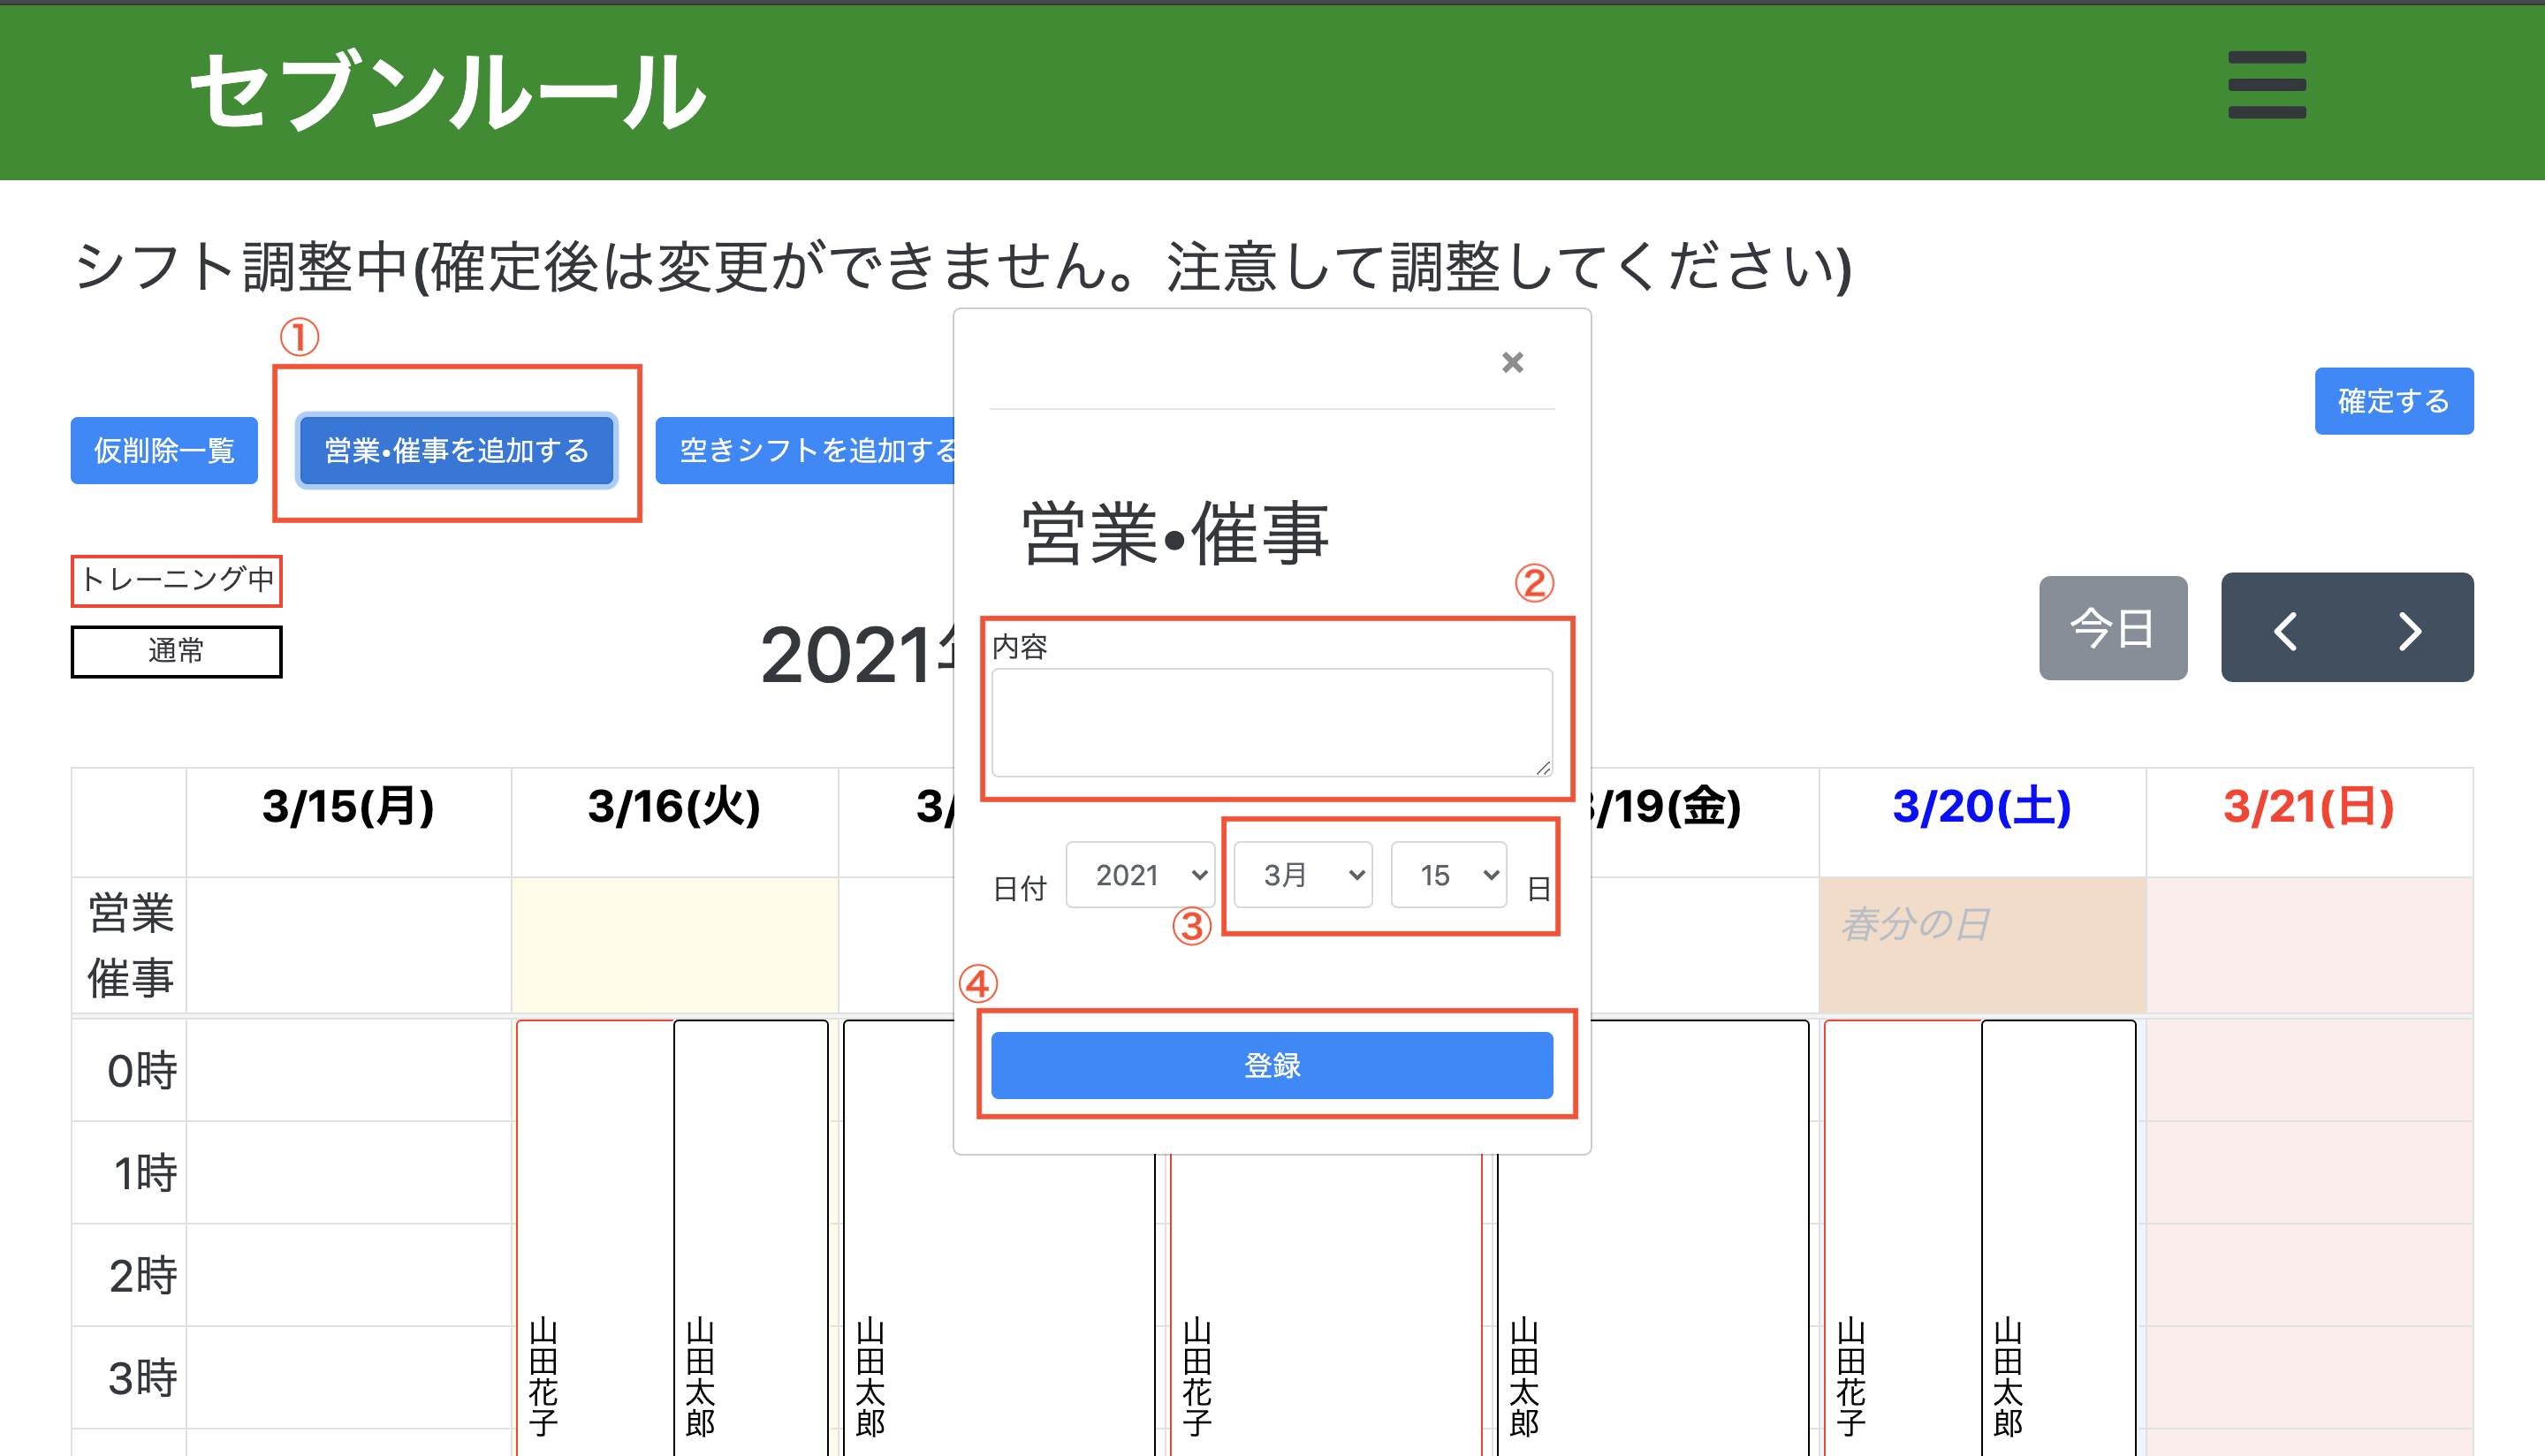 セブンルール
シフト調整中(確定後は変更ができません。注意して調整してください)
①
仮削除一覧
営業・催事を追加する
空きシフトを追加する
確定する
×
営業・催事
トレーニング中
通常
2021年
今日
②
内容
日付 2021 3月 15 日
③
④
登録
3/15(月) 3/16(火) 3/ /19(金) 3/20(土) 3/21(日)
営業
催事
春分の日
0時
1時
2時
3時
山田花子
山田太郎
山田太郎
山田花子
山田太郎
山田花子
山田太郎